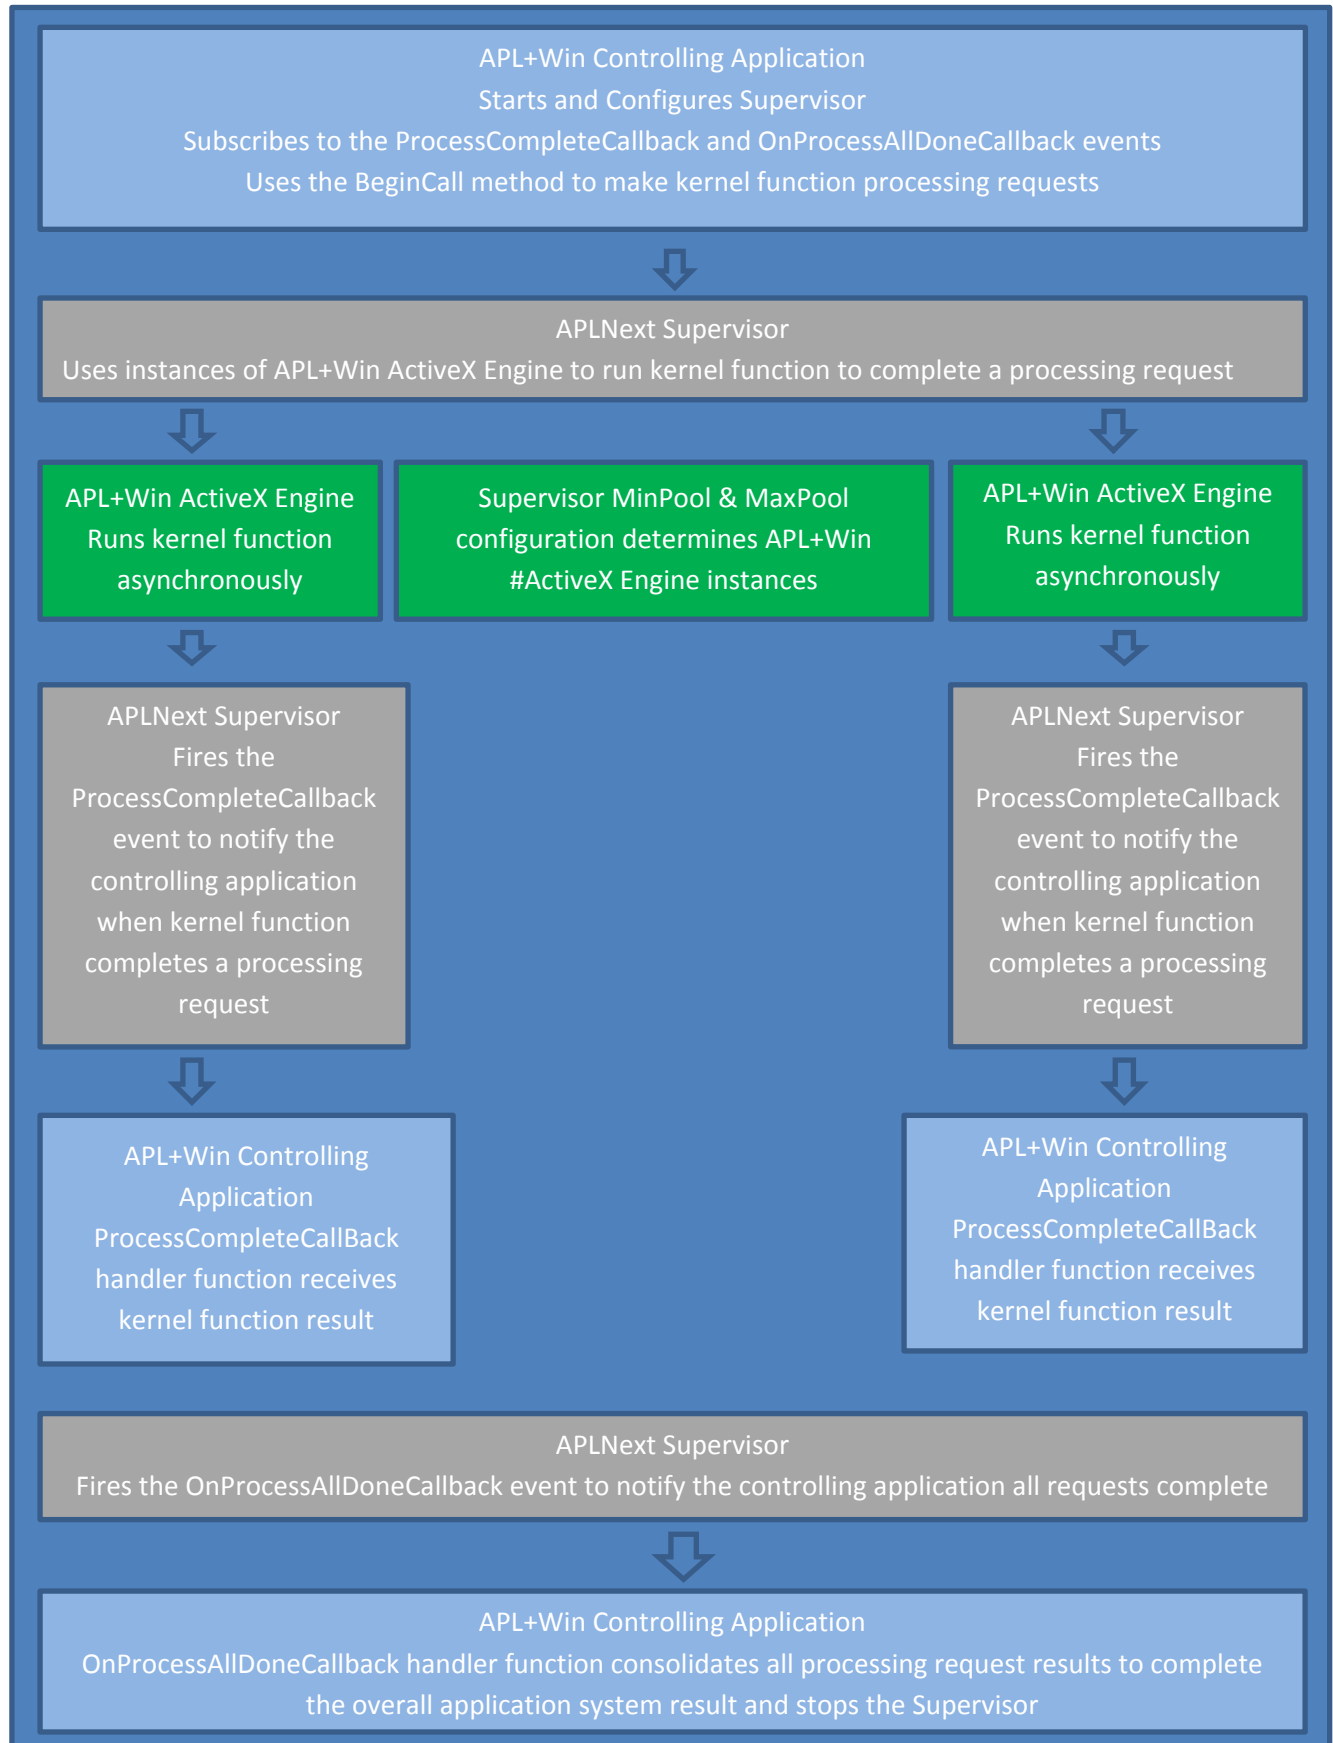 APL+Win Controlling Application
Starts and Configures Supervisor
Subscribes to the ProcessCompleteCallback and OnProcessAllDoneCallback events
Uses the BeginCall method to make kernel function processing requests
APLNext Supervisor
Uses instances of APL+Win ActiveX Engine to run kernel function to complete a processing request
APL+Win ActiveX Engine
Runs kernel function
asynchronously
Supervisor MinPool & MaxPool
configuration determines APL+Win
#ActiveX Engine instances
APL+Win ActiveX Engine
Runs kernel function
asynchronously
APLNext Supervisor
Fires the
ProcessCompleteCallback
event to notify the
controlling application
when kernel function
completes a processing
request
APLNext Supervisor
Fires the
ProcessCompleteCallback
event to notify the
controlling application
when kernel function
completes a processing
request
APL+Win Controlling
Application
ProcessCompleteCallBack
handler function receives
kernel function result
APL+Win Controlling
Application
ProcessCompleteCallBack
handler function receives
kernel function result
APLNext Supervisor
Fires the OnProcessAllDoneCallback event to notify the controlling application all requests complete
APL+Win Controlling Application
OnProcessAllDoneCallback handler function consolidates all processing request results to complete
the overall application system result and stops the Supervisor